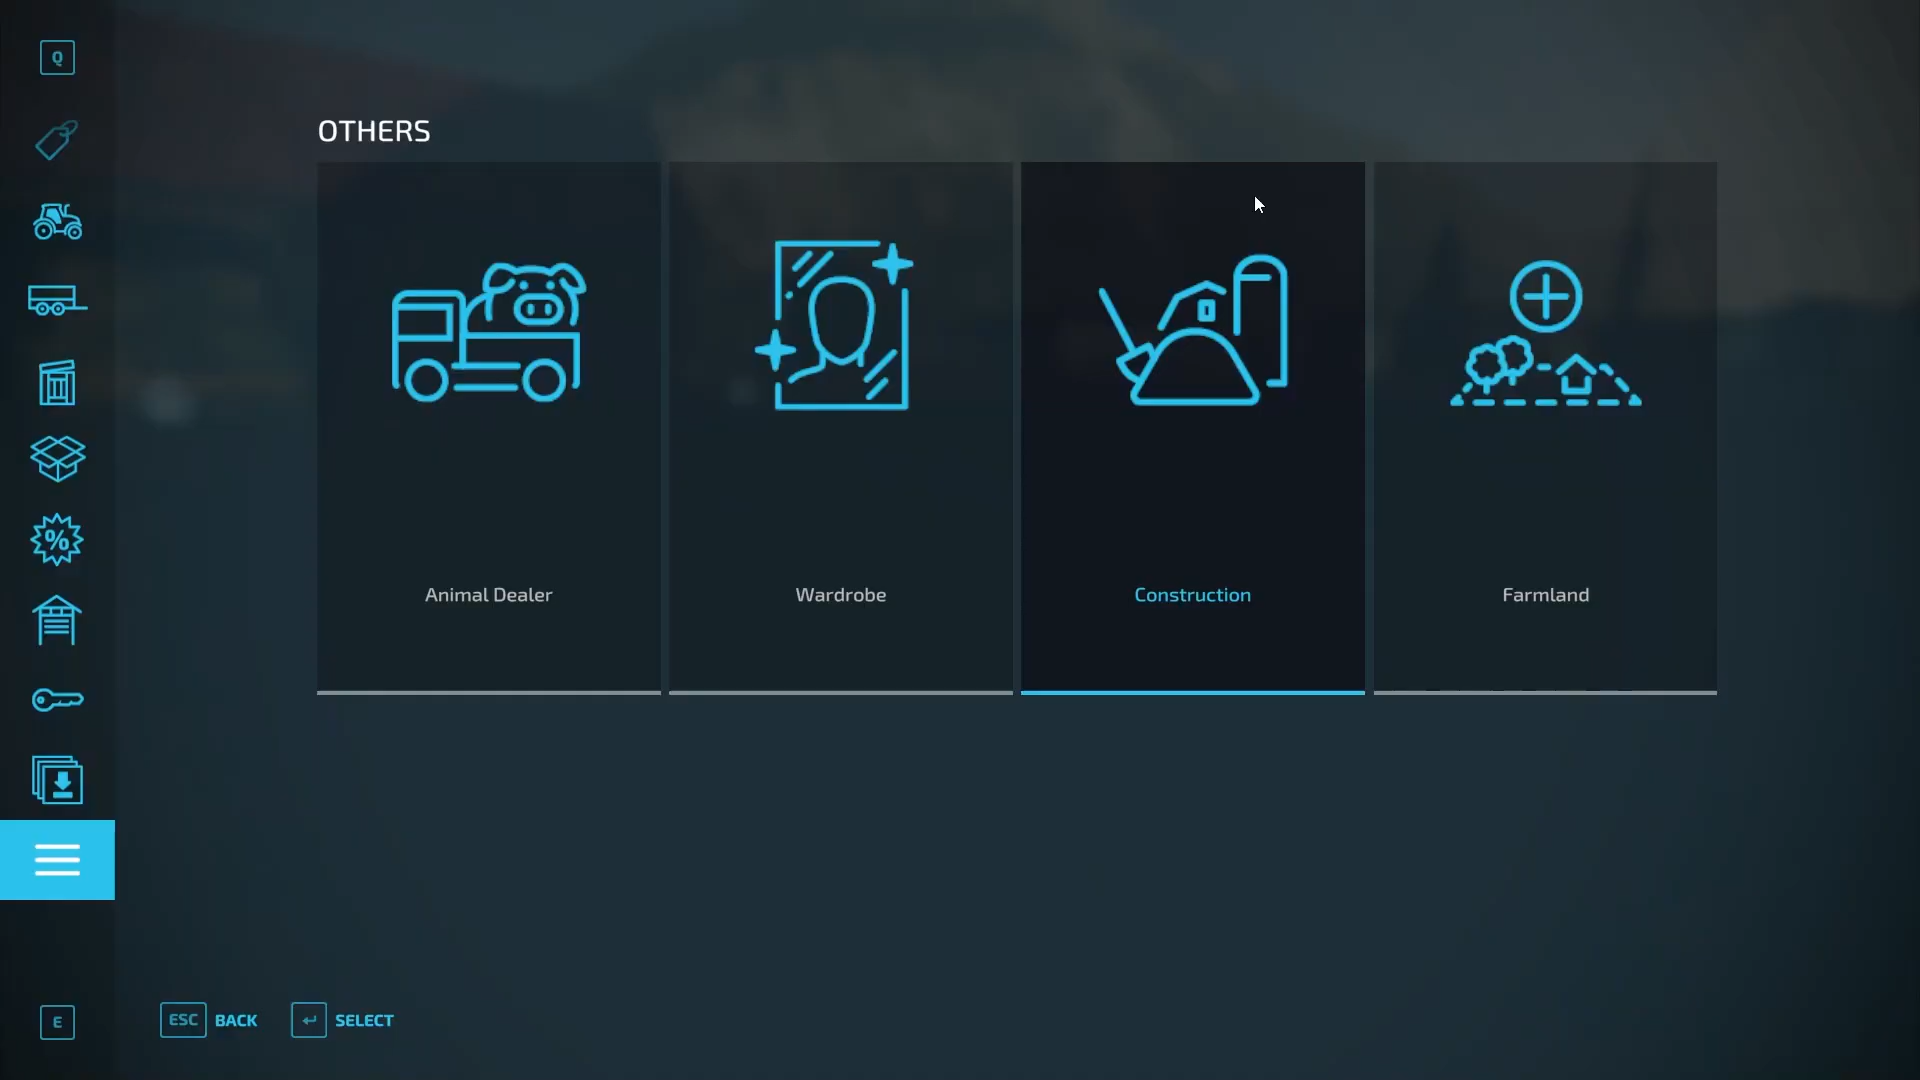 Q
OTHERS
Animal Dealer
Wardrobe
Construction
Farmland
%
E
ESC BACK
SELECT